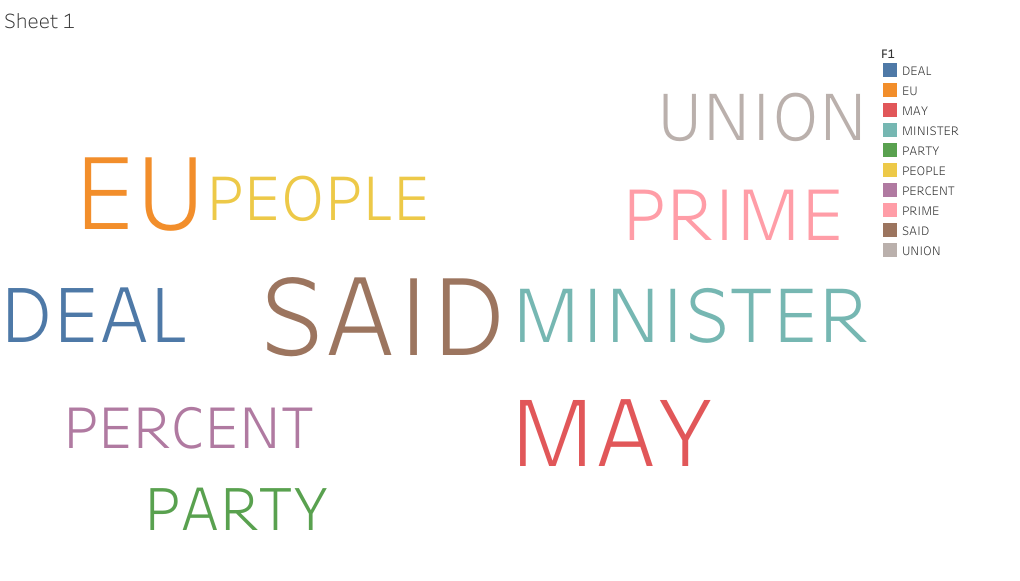 Sheet 1
UNION
EU PEOPLE
PRIME
DEAL SAID MINISTER
PERCENT
MAY
PARTY
F1
DEAL
EU
MAY
MINISTER
PARTY
PEOPLE
PERCENT
PRIME
SAID
UNION